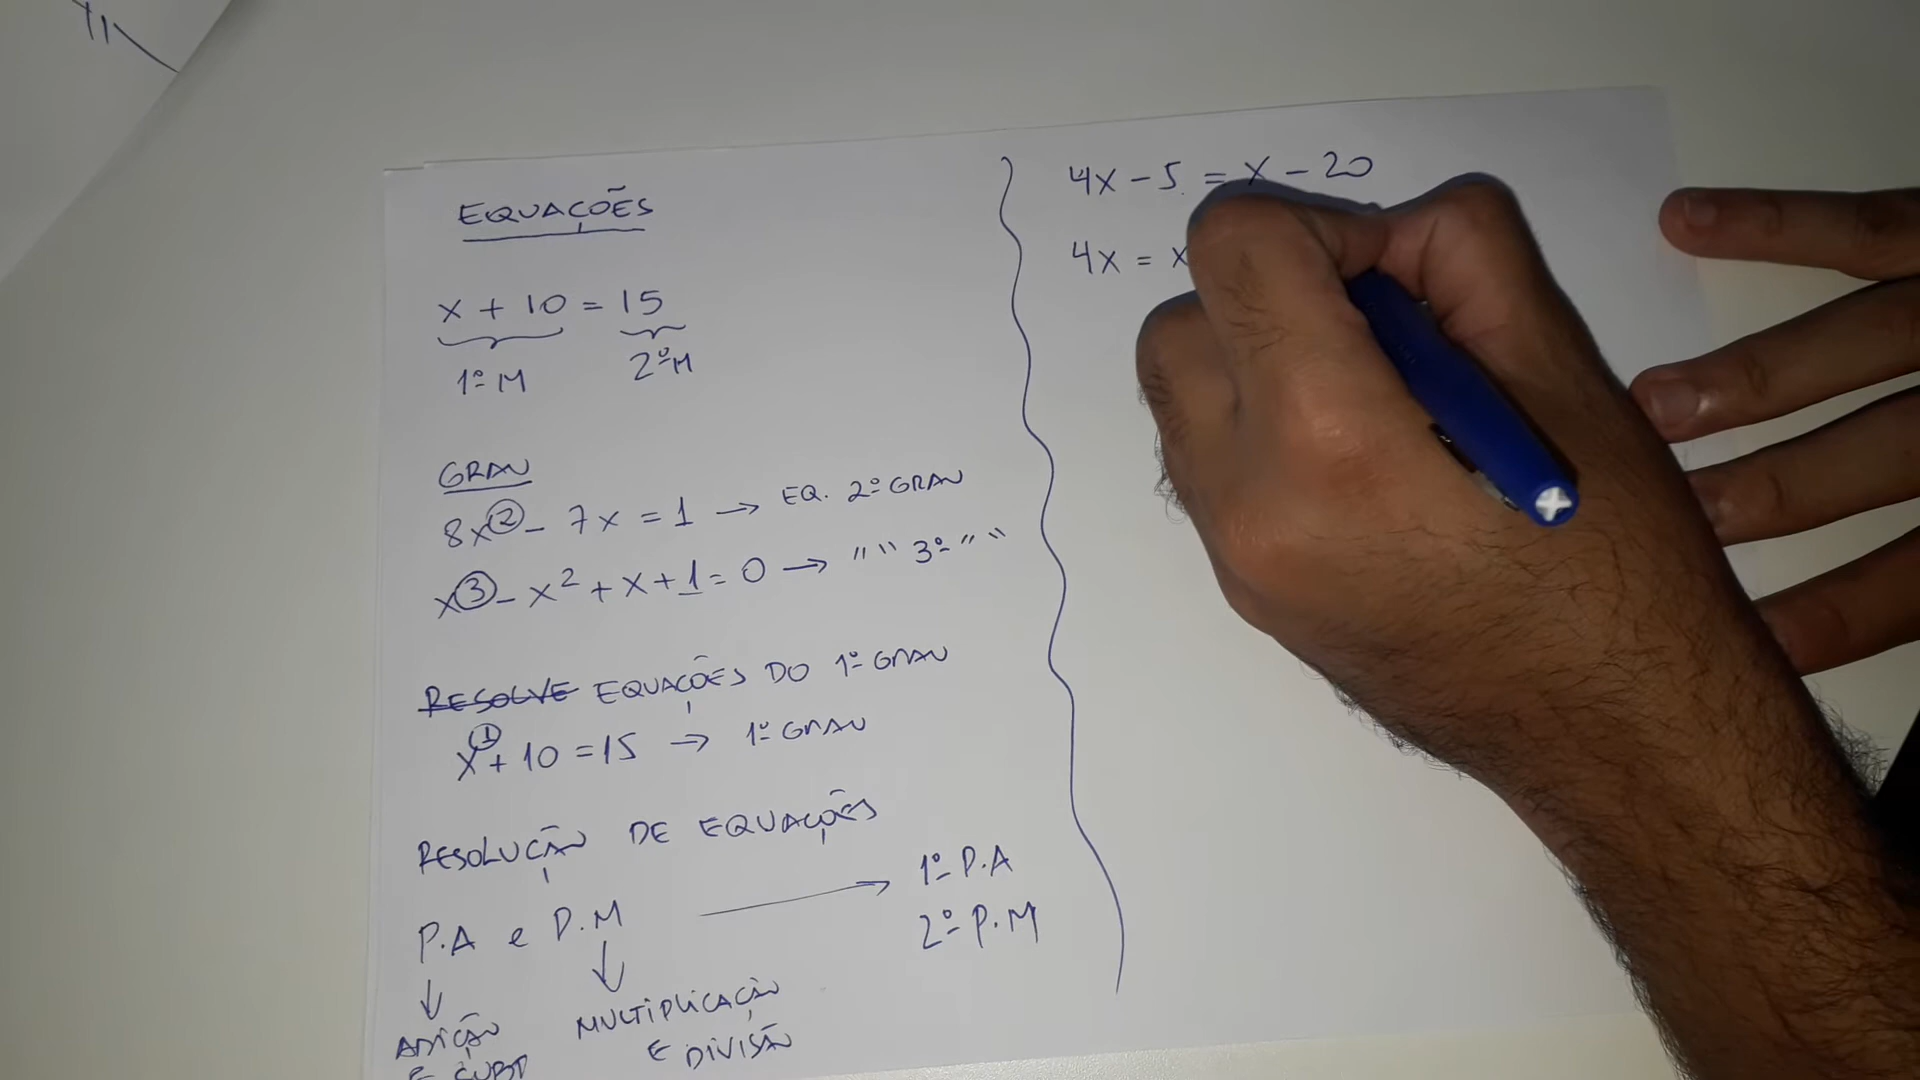 EQUAÇÕES
x + 10 = 15
1º M 2º M
GRAU
8x² - 7x = 1 → EQ. 2º GRAU
x³ - x² + x + 1 = 0 → " " 3º " "
RESOLVE EQUAÇÕES DO 1º GRAU
x¹ + 10 = 15 → 1º GRAU
RESOLUÇÃO DE EQUAÇÕES
P.A e P.M → 1º P.A
2º P.M
↓ ↓
ADIÇÃO MULTIPLICAÇÃO
E E DIVISÃO
4x - 5 = x - 20
4x = x